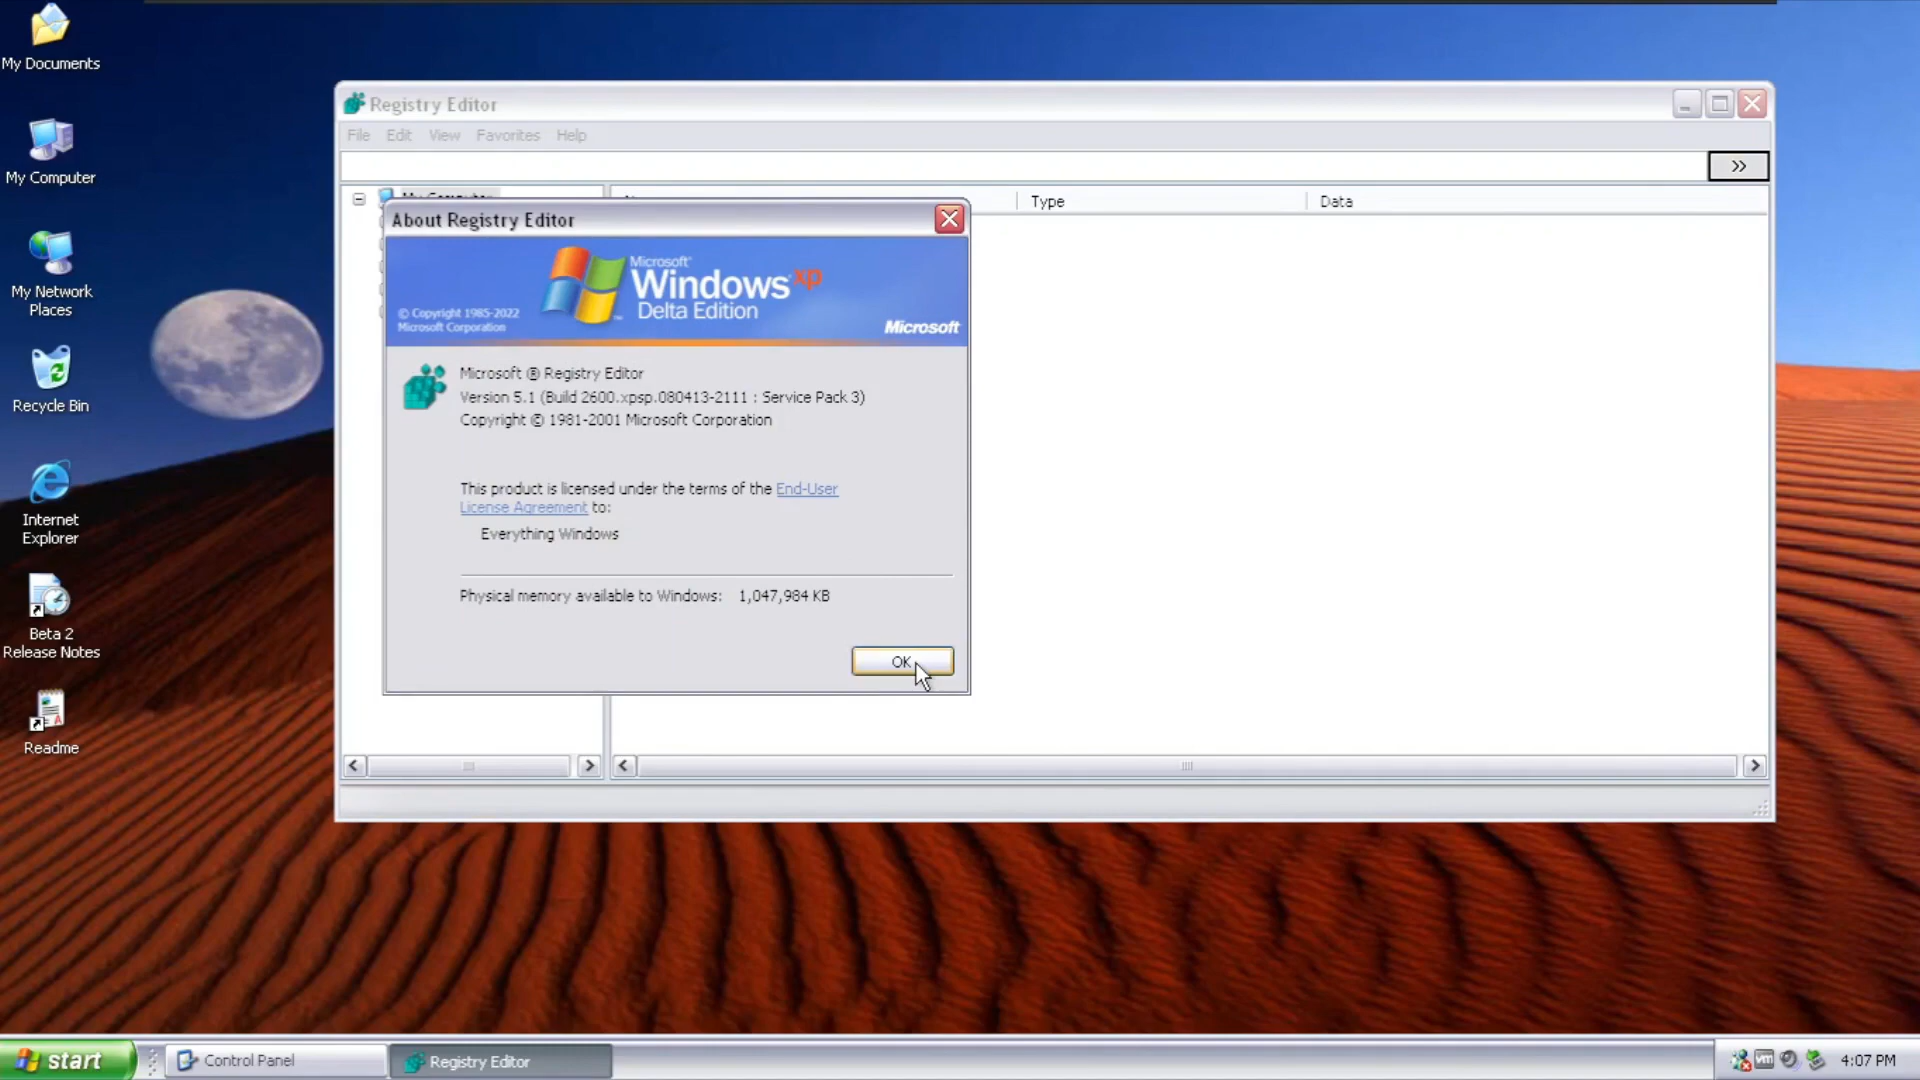 My Documents
My Computer
My Network
Places
Recycle Bin
Internet
Explorer
Beta 2
Release Notes
Readme
Registry Editor
File Edit View Favorites Help
>>
My Computer
Type Data
About Registry Editor
Microsoft®
Windows xp
Delta Edition
© Copyright 1985-2022
Microsoft Corporation
Microsoft
Microsoft ® Registry Editor
Version 5.1 (Build 2600.xpsp.080413-2111 : Service Pack 3)
Copyright © 1981-2001 Microsoft Corporation
This product is licensed under the terms of the End-User
License Agreement to:
Everything Windows
Physical memory available to Windows: 1,047,984 KB
OK
start
Control Panel
Registry Editor
vm
4:07 PM